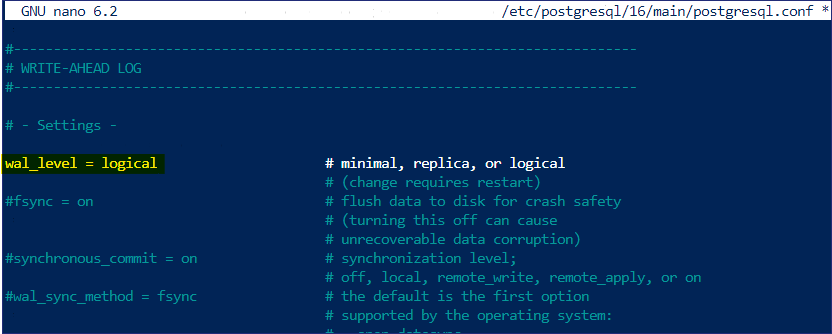 GNU nano 6.2 /etc/postgresql/16/main/postgresql.conf *
#------------------------------------------------------------------------------
# WRITE-AHEAD LOG
#------------------------------------------------------------------------------
# - Settings -
wal_level = logical # minimal, replica, or logical
# (change requires restart)
#fsync = on # flush data to disk for crash safety
# (turning this off can cause
# unrecoverable data corruption)
#synchronous_commit = on # synchronization level;
# off, local, remote_write, remote_apply, or on
#wal_sync_method = fsync # the default is the first option
# supported by the operating system: